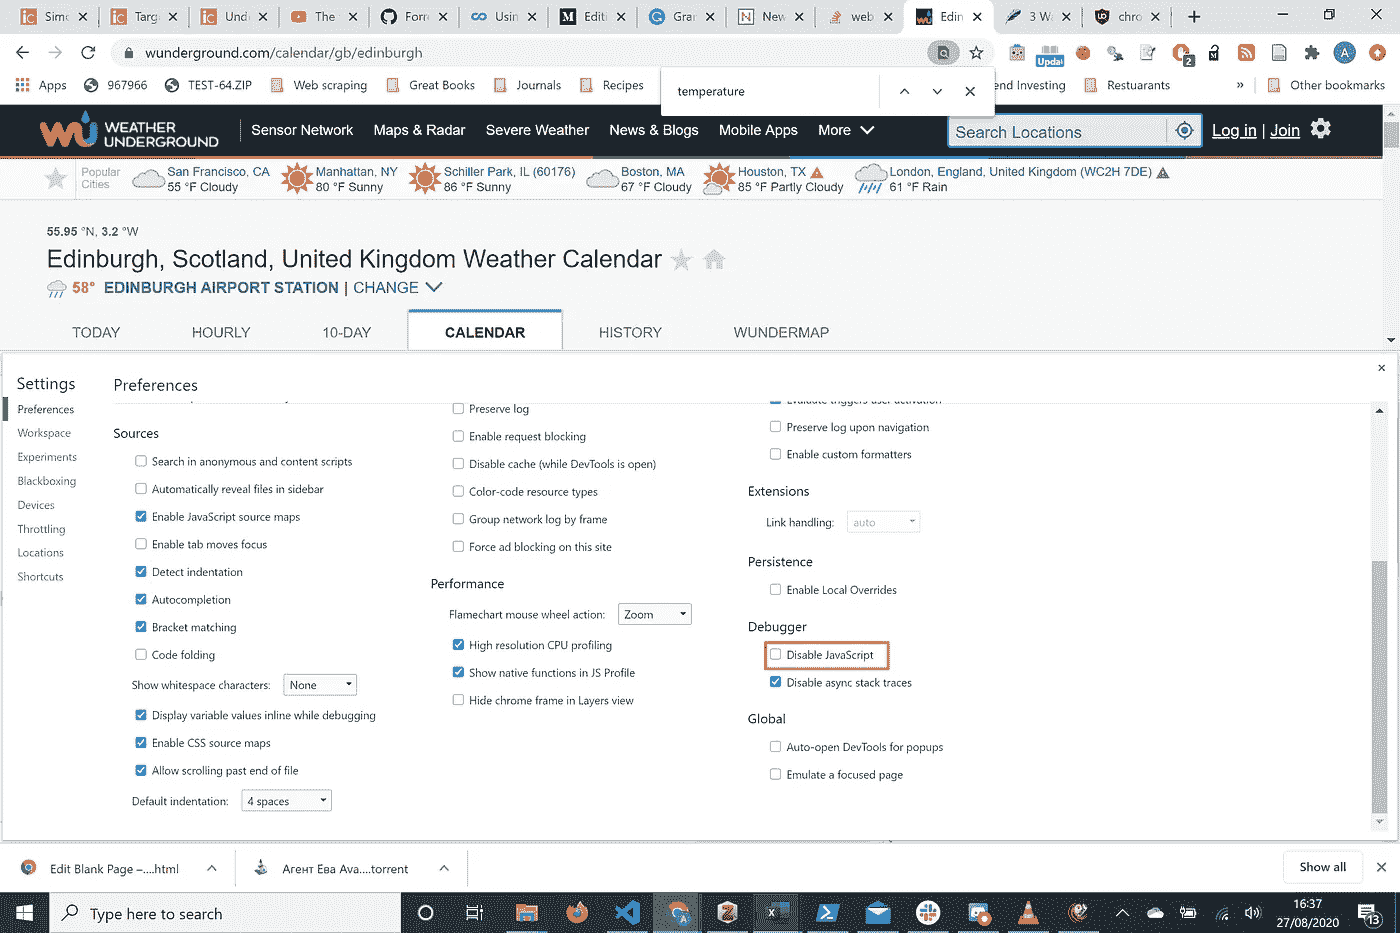 Simo
Targ
Und
The
Forre
Usin
Editi
Gran
New
web
Edin
3 Wa
chro
wunderground.com/calendar/gb/edinburgh
Upda
2
A
Apps
967966
TEST-64.ZIP
Web scraping
Great Books
Journals
Recipes
end Investing
Restuarants
»
Other bookmarks
temperature
WEATHER
UNDERGROUND
Sensor Network
Maps & Radar
Severe Weather
News & Blogs
Mobile Apps
More
Search Locations
Log in | Join
Popular
Cities
San Francisco, CA
55 °F Cloudy
Manhattan, NY
80 °F Sunny
Schiller Park, IL (60176)
86 °F Sunny
Boston, MA
67 °F Cloudy
Houston, TX
85 °F Partly Cloudy
London, England, United Kingdom (WC2H 7DE)
61 °F Rain
55.95 °N, 3.2 °W
Edinburgh, Scotland, United Kingdom Weather Calendar
58° EDINBURGH AIRPORT STATION | CHANGE
TODAY
HOURLY
10-DAY
CALENDAR
HISTORY
WUNDERMAP
Settings
Preferences
Workspace
Experiments
Blackboxing
Devices
Throttling
Locations
Shortcuts
Preferences
Sources
Search in anonymous and content scripts
Automatically reveal files in sidebar
Enable JavaScript source maps
Enable tab moves focus
Detect indentation
Autocompletion
Bracket matching
Code folding
Show whitespace characters: None
Display variable values inline while debugging
Enable CSS source maps
Allow scrolling past end of file
Default indentation: 4 spaces
Preserve log
Enable request blocking
Disable cache (while DevTools is open)
Color-code resource types
Group network log by frame
Force ad blocking on this site
Performance
Flamechart mouse wheel action: Zoom
High resolution CPU profiling
Show native functions in JS Profile
Hide chrome frame in Layers view
Evaluate triggers user activation
Preserve log upon navigation
Enable custom formatters
Extensions
Link handling: auto
Persistence
Enable Local Overrides
Debugger
Disable JavaScript
Disable async stack traces
Global
Auto-open DevTools for popups
Emulate a focused page
Edit Blank Page –....html
Агент Ева Ava....torrent
Show all
Type here to search
16:37
27/08/2020
13